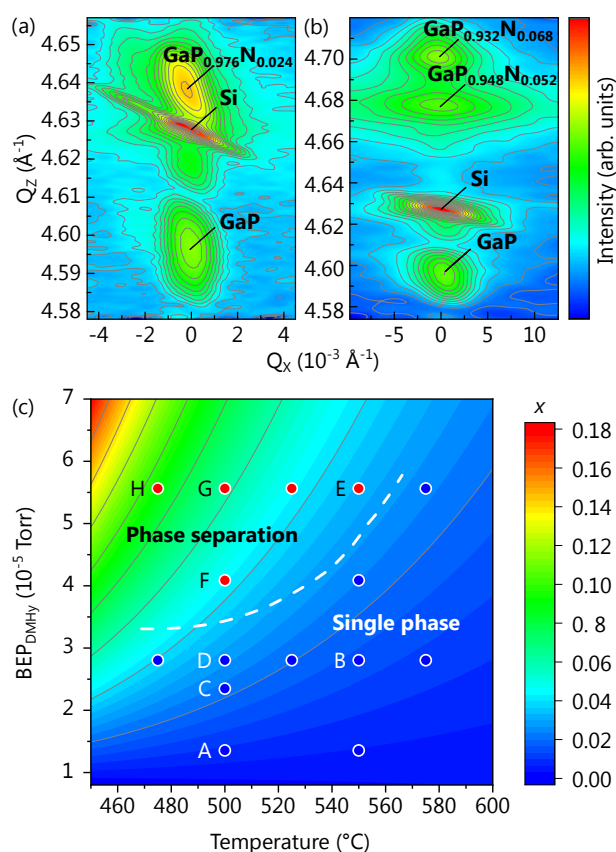 (a)
GaP0.976N0.024
Si
GaP
4.65
4.64
4.63
4.62
4.61
4.60
4.59
4.58
QZ (Å-1)
-4 -2 0 2 4
(b)
GaP0.932N0.068
GaP0.948N0.052
Si
GaP
4.70
4.68
4.66
4.64
4.62
4.60
4.58
-5 0 5 10
QX (10-3 Å-1)
Intensity (arb. units)
(c)
7
6
5
4
3
2
1
BEPDMHy (10-5 Torr)
H G E
Phase separation
F
Single phase
D B
C
A
460 480 500 520 540 560 580 600
Temperature (°C)
x
0.18
0.16
0.14
0.12
0.10
0.08
0.06
0.04
0.02
0.00